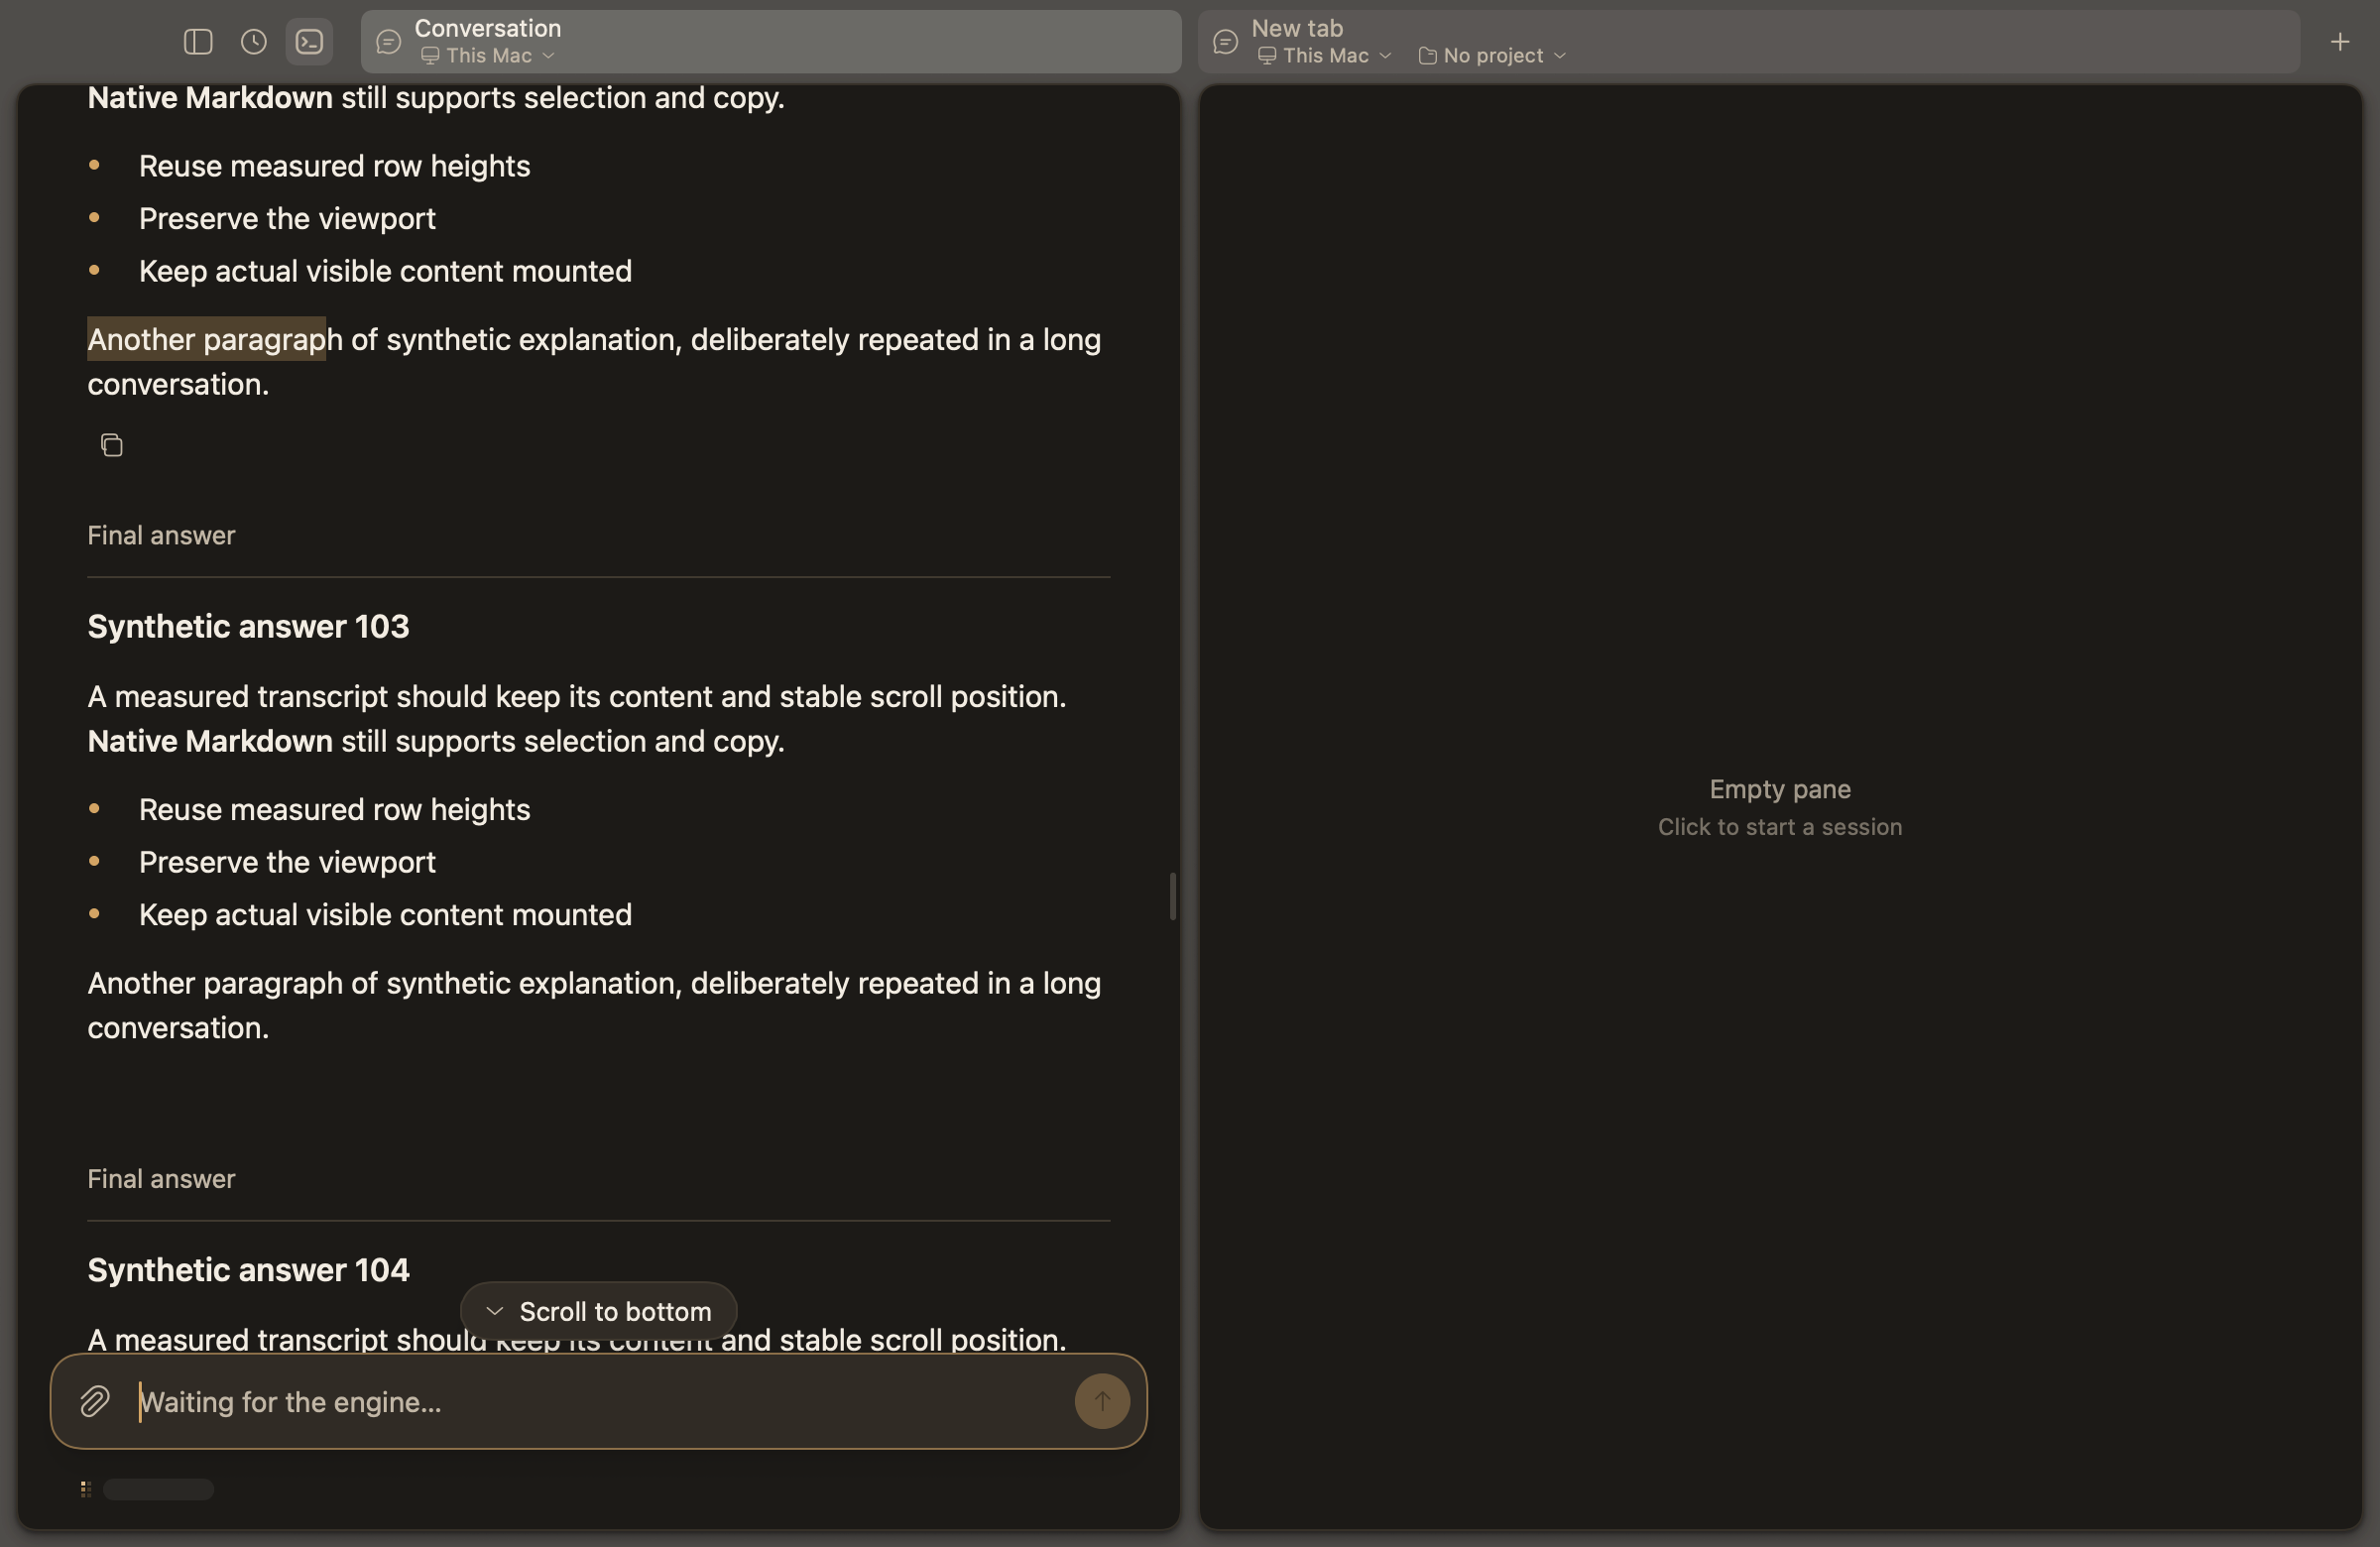 Conversation
This Mac
New tab
This Mac
No project
Native Markdown still supports selection and copy.
• Reuse measured row heights
• Preserve the viewport
• Keep actual visible content mounted
Another paragraph of synthetic explanation, deliberately repeated in a long
conversation.
Final answer
Synthetic answer 103
A measured transcript should keep its content and stable scroll position.
Native Markdown still supports selection and copy.
• Reuse measured row heights
• Preserve the viewport
• Keep actual visible content mounted
Another paragraph of synthetic explanation, deliberately repeated in a long
conversation.
Final answer
Synthetic answer 104
Scroll to bottom
A measured transcript should keep its content and stable scroll position.
Waiting for the engine...
Empty pane
Click to start a session